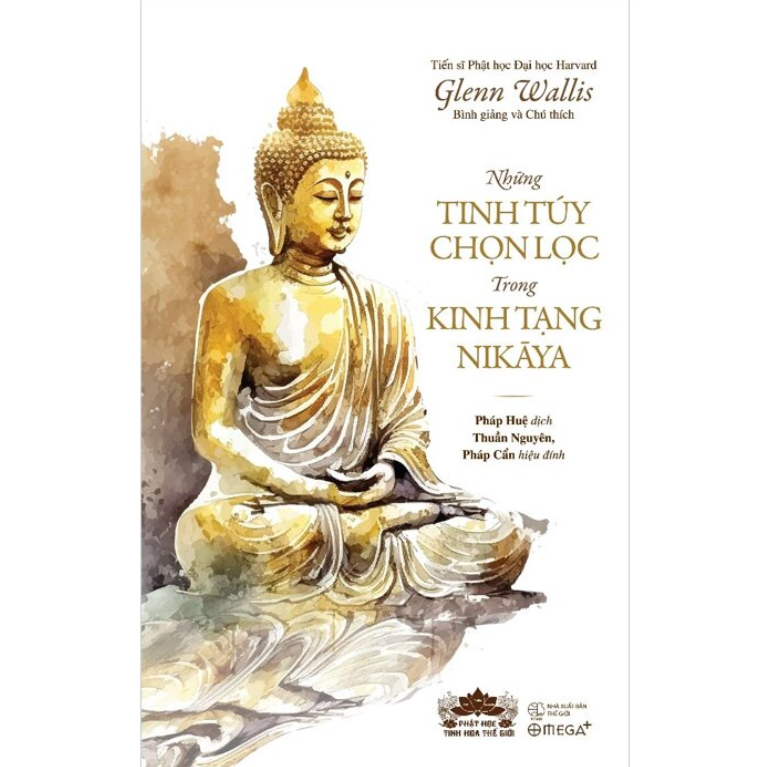 Tiến sĩ Phật học Đại học Harvard
Glenn Wallis
Bình giảng và Chú thích
Những
TINH TÚY
CHỌN LỌC
Trong
KINH TẠNG
NIKĀYA
Pháp Huệ dịch
Thuần Nguyên,
Pháp Cẩn hiệu đính
PHẬT HỌC
TINH HOA THẾ GIỚI
NHÀ XUẤT BẢN
THẾ GIỚI
OMEGA+